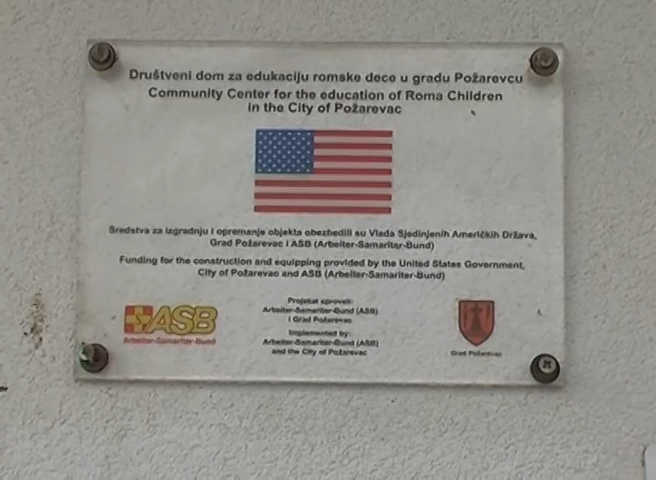 Društveni dom za edukaciju romske dece u gradu Požarevcu
Community Center for the education of Roma Children
in the City of Požarevac
Sredstva za izgradnju i opremanje objekta obezbedili su Vlada Sjedinjenih Američkih Država,
Grad Požarevac i ASB (Arbeiter-Samariter-Bund)
Funding for the construction and equipping provided by the United States Government,
City of Požarevac and ASB (Arbeiter-Samariter-Bund)
ASB
Arbeiter-Samariter-Bund
Projekat sproveli:
Arbeiter-Samariter-Bund (ASB)
i Grad Požarevac
Implemented by:
Arbeiter-Samariter-Bund (ASB)
and the City of Požarevac
Grad Požarevac